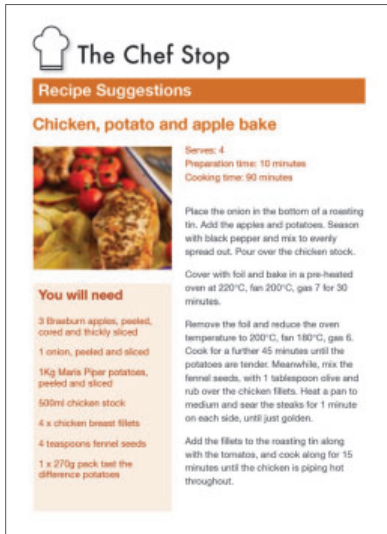 The Chef Stop
Recipe Suggestions
Chicken, potato and apple bake
Serves: 4
Preparation time: 10 minutes
Cooking time: 90 minutes
Place the onion in the bottom of a roasting
tin. Add the apples and potatoes. Season
with black pepper and mix to evenly
spread out. Pour over the chicken stock.
Cover with foil and bake in a pre-heated
oven at 220°C, fan 200°C, gas 7 for 30
minutes.
Remove the foil and reduce the oven
temperature to 200°C, fan 180°C, gas 6.
Cook for a further 45 minutes until the
potatoes are tender. Meanwhile, mix the
fennel seeds, with 1 tablespoon olive and
rub over the chicken fillets. Heat a pan to
medium and sear the steaks for 1 minute
on each side, until just golden.
Add the fillets to the roasting tin along
with the tomatos, and cook along for 15
minutes until the chicken is piping hot
throughout.
You will need
3 Braeburn apples, peeled,
cored and thickly sliced
1 onion, peeled and sliced
1Kg Maris Piper potatoes,
peeled and sliced
500ml chicken stock
4 x chicken breast fillets
4 teaspoons fennel seeds
1 x 270g pack tast the
difference potatoes